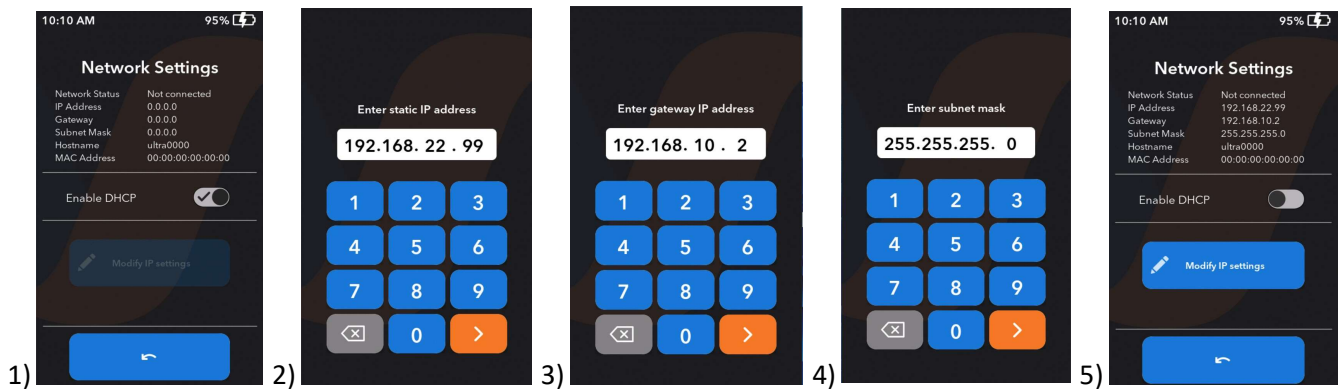 10:10 AM 95%
Network Settings
Network Status Not connected
IP Address 0.0.0.0
Gateway 0.0.0.0
Subnet Mask 0.0.0.0
Hostname ultra0000
MAC Address 00:00:00:00:00:00
Enable DHCP
Modify IP settings
1)
Enter static IP address
192.168. 22 . 99
1 2 3
4 5 6
7 8 9
0 >
2)
Enter gateway IP address
192.168. 10 . 2
1 2 3
4 5 6
7 8 9
0 >
3)
Enter subnet mask
255.255.255. 0
1 2 3
4 5 6
7 8 9
0 >
4)
10:10 AM 95%
Network Settings
Network Status Not connected
IP Address 192.168.22.99
Gateway 192.168.10.2
Subnet Mask 255.255.255.0
Hostname ultra0000
MAC Address 00:00:00:00:00:00
Enable DHCP
Modify IP settings
5)